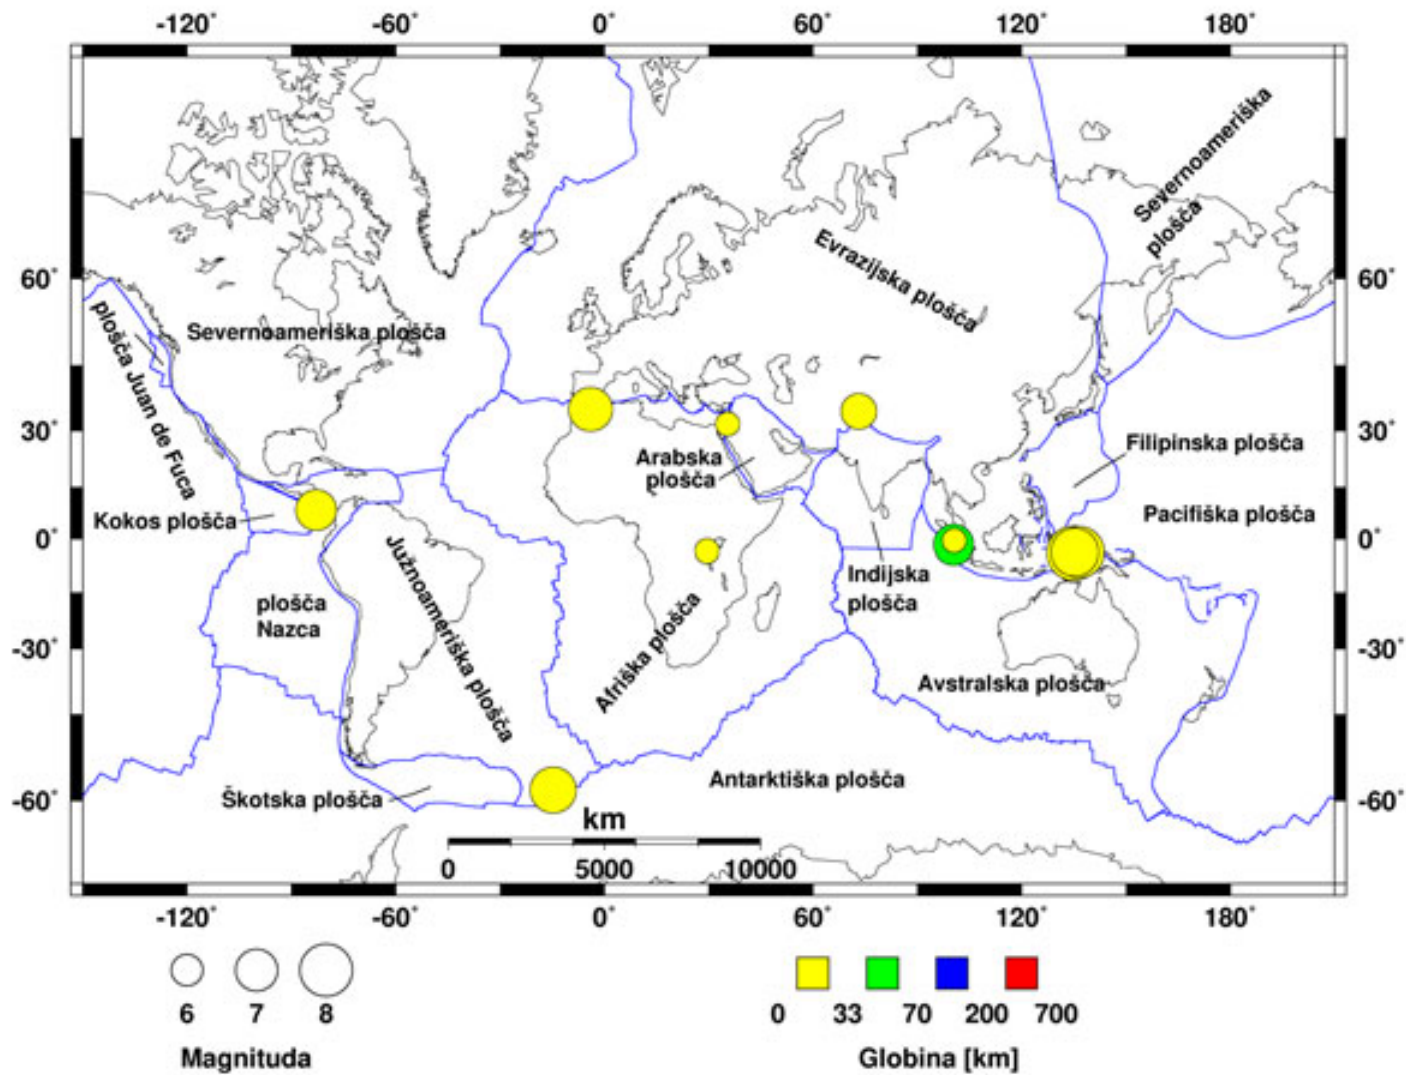 -120° -60° 0° 60° 120° 180°
Severnoameriška
plošča
Evrazijska plošča
60° 60°
Severnoameriška plošča
plošča Juan de Fuca
30° 30°
Filipinska plošča
Arabska
plošča
Kokos plošča
Pacifiška plošča
0° 0°
Južnoameriška plošča
Indijska
plošča
plošča
Nazca
Afriška plošča
-30° -30°
Avstralska plošča
Antarktiška plošča
Škotska plošča
-60° -60°
km
0 5000 10000
-120° -60° 0° 60° 120° 180°
6 7 8
0 33 70 200 700
Magnituda
Globina [km]